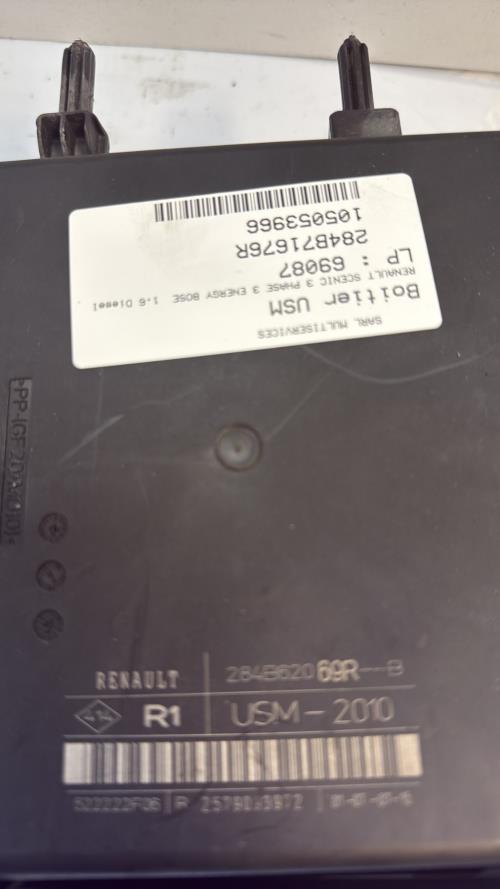 SARL MULTISERVICES
Boitier USM
RENAULT SCENIC 3 PHASE 3 ENERGY BOSE 1.6 Diesel
LP : 69087
284B71676R
105053966
RENAULT
284B62069R--B
R1
USM-2010
522222F06 R